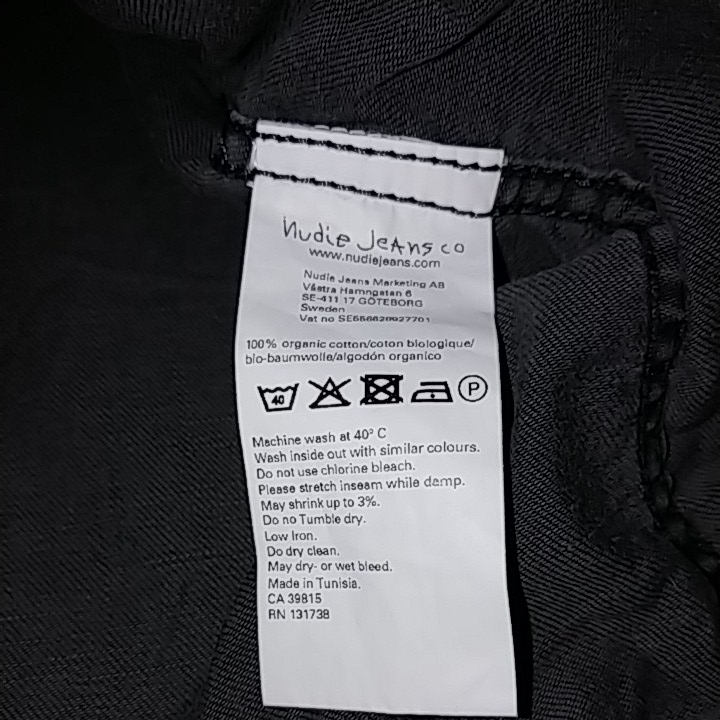 Nudie Jeans co
www.nudiejeans.com
Nudie Jeans Marketing AB
Västra Hamngatan 6
SE-411 17 GÖTEBORG
Sweden
Vat no
100% organic cotton/coton biologique/
bio-baumwolle/algodón organico
40
P
Machine wash at 40° C
Wash inside out with similar colours.
Do not use chlorine bleach.
Please stretch inseam while damp.
May shrink up to 3%.
Do no Tumble dry.
Low Iron.
Do dry clean.
May dry- or wet bleed.
Made in Tunisia.
CA 39815
RN 131738